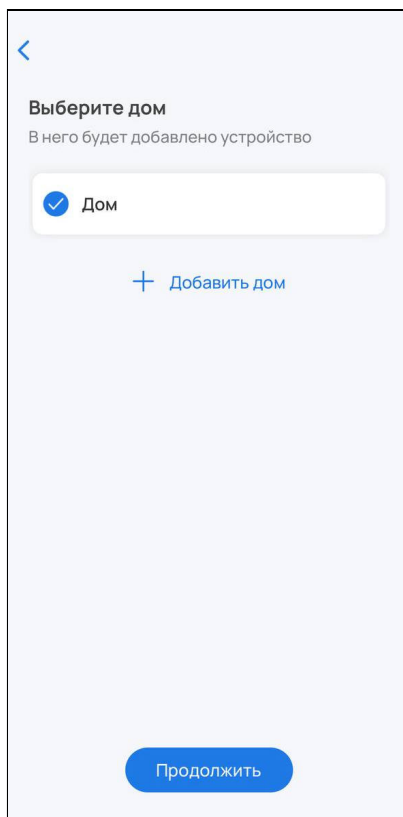 Выберите дом
В него будет добавлено устройство
Дом
Добавить дом
Продолжить